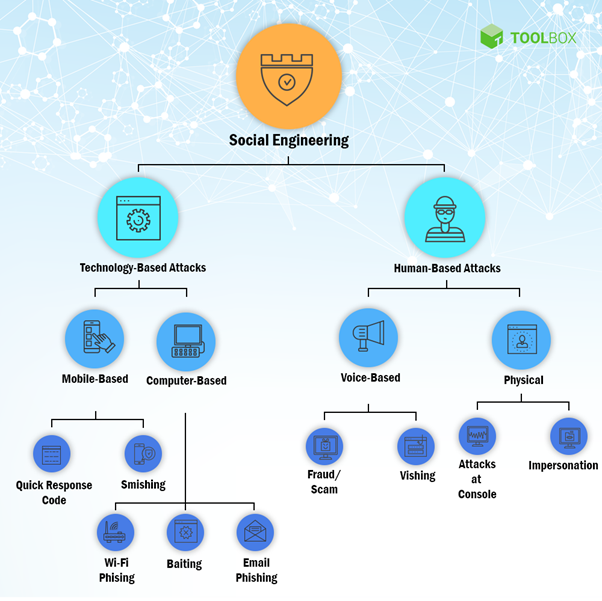 TOOLBOX
Social Engineering
Technology-Based Attacks
Human-Based Attacks
Mobile-Based
Computer-Based
Voice-Based
Physical
Quick Response
Code
Smishing
Fraud/
Scam
Vishing
Attacks
at
Console
Impersonation
Wi-Fi
Phising
Baiting
Email
Phishing